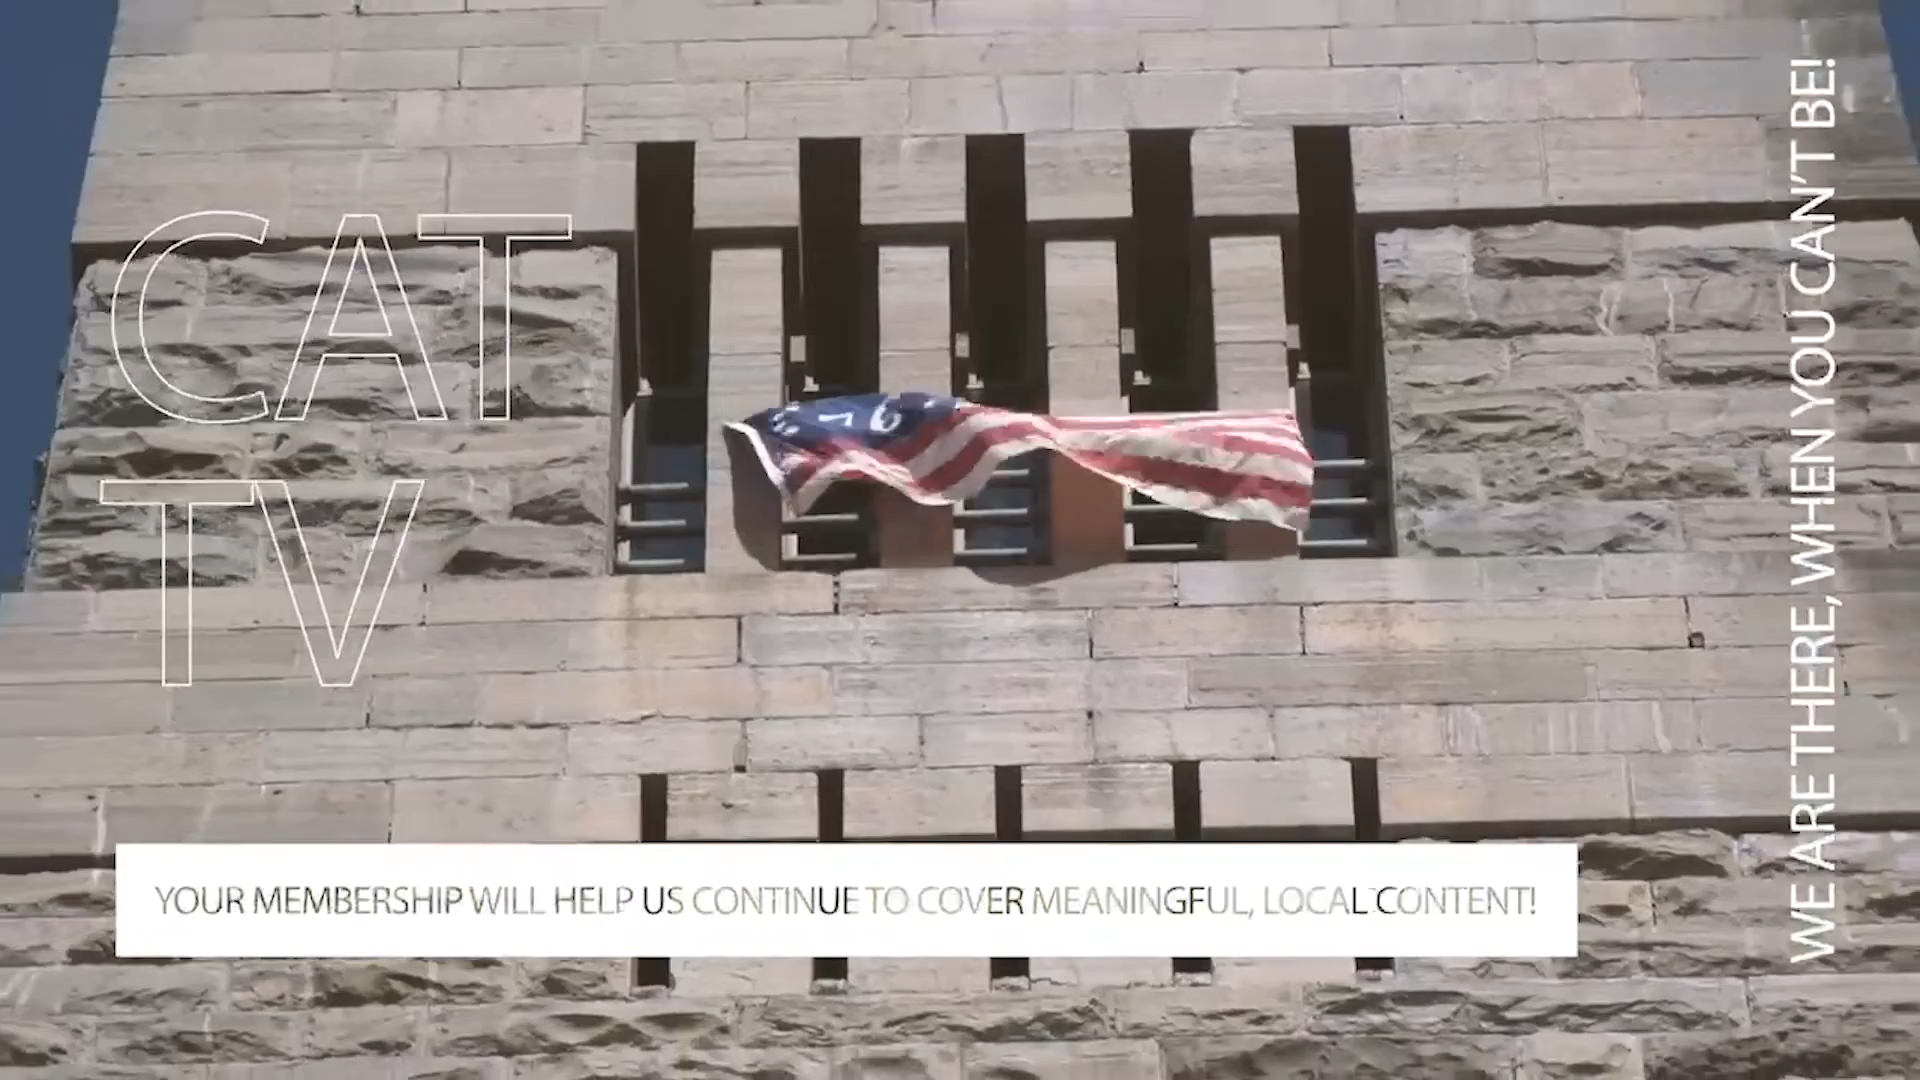 CAT
TV
76
YOUR MEMBERSHIP WILL HELP US CONTINUE TO COVER MEANINGFUL, LOCAL CONTENT!
WE ARE THERE, WHEN YOU CAN'T BE!